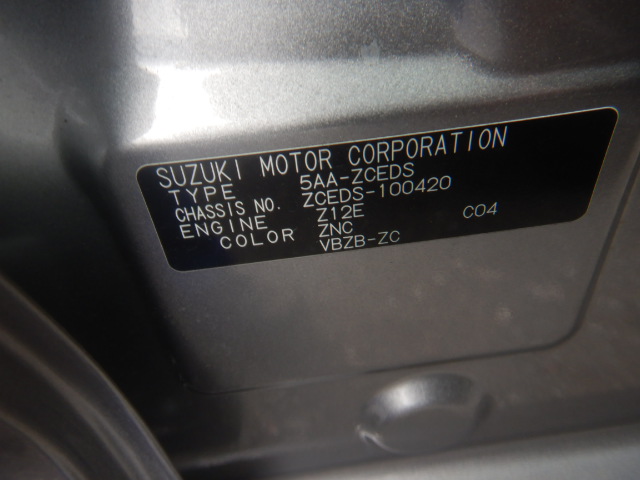 SUZUKI MOTOR CORPORATION
TYPE 5AA-ZCEDS
CHASSIS NO. ZCEDS-100420
ENGINE Z12E C04
COLOR ZNC
VBZB-ZC